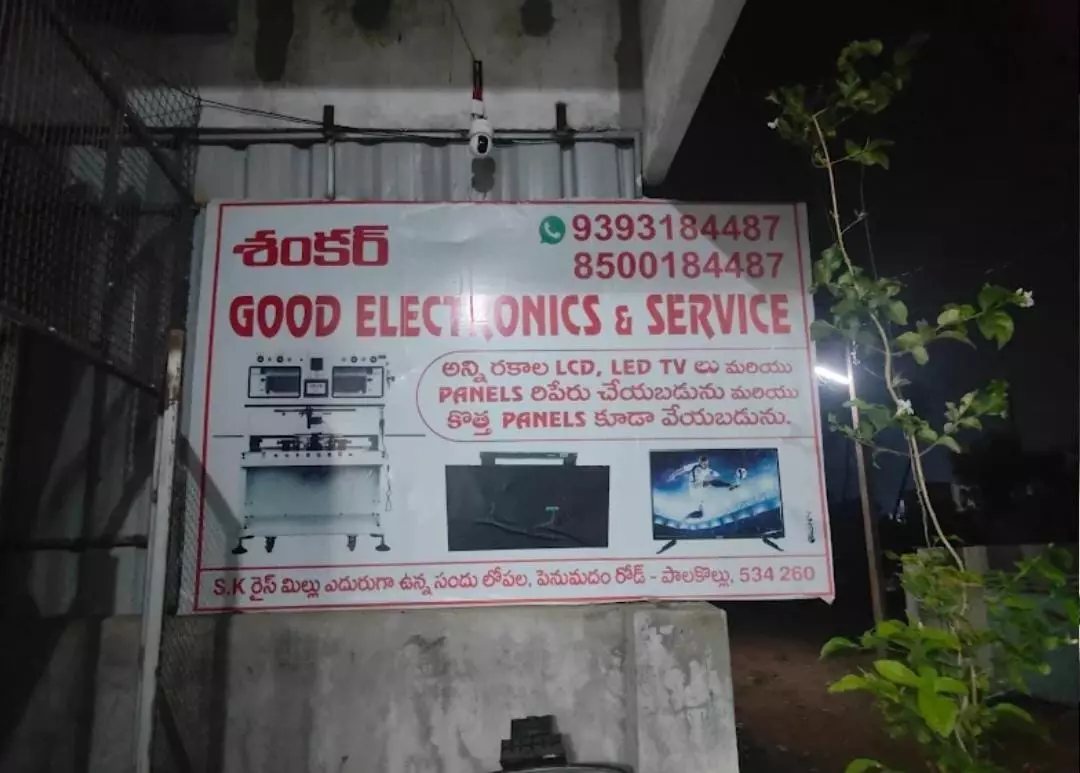 శంకర్
9393184487
8500184487
GOOD ELECTRONICS & SERVICE
అన్ని రకాల LCD, LED TV లు మరియు
PANELS రిపేరు చేయబడును మరియు
కొత్త PANELS కూడా వేయబడును.
S.K రైస్ మిల్లు ఎదురుగా ఉన్న సందు లోపల, పెనుమదం రోడ్ - పాలకొల్లు, 534 260